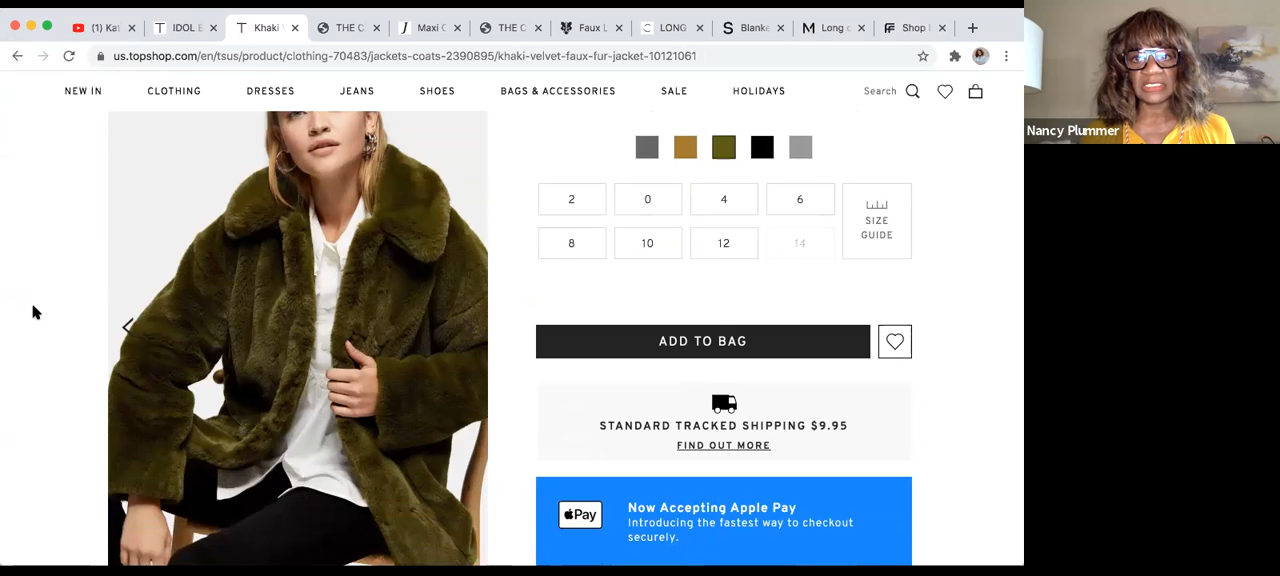 (1) Kat
IDOL E
Khaki
THE C
Maxi C
THE C
Faux L
LONG
Blanke
Long c
Shop
us.topshop.com/en/tsus/product/clothing-70483/jackets-coats-2390895/khaki-velvet-faux-fur-jacket-10121061
NEW IN CLOTHING DRESSES JEANS SHOES BAGS & ACCESSORIES SALE HOLIDAYS Search
Nancy Plummer
2 0 4 6
SIZE
GUIDE
8 10 12 14
ADD TO BAG
STANDARD TRACKED SHIPPING $9.95
FIND OUT MORE
Pay
Now Accepting Apple Pay
Introducing the fastest way to checkout
securely.